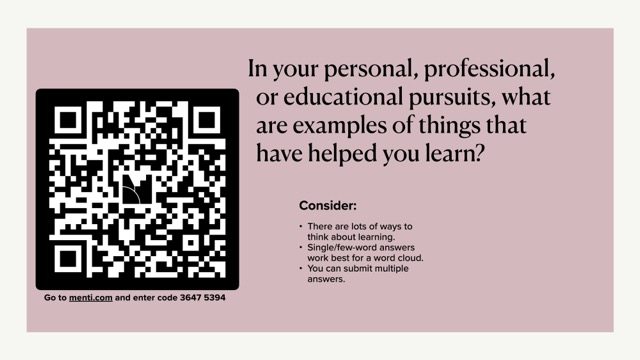 In your personal, professional,
or educational pursuits, what
are examples of things that
have helped you learn?
Consider:
• There are lots of ways to
think about learning.
• Single/few-word answers
work best for a word cloud.
• You can submit multiple
answers.
Go to menti.com and enter code 3647 5394